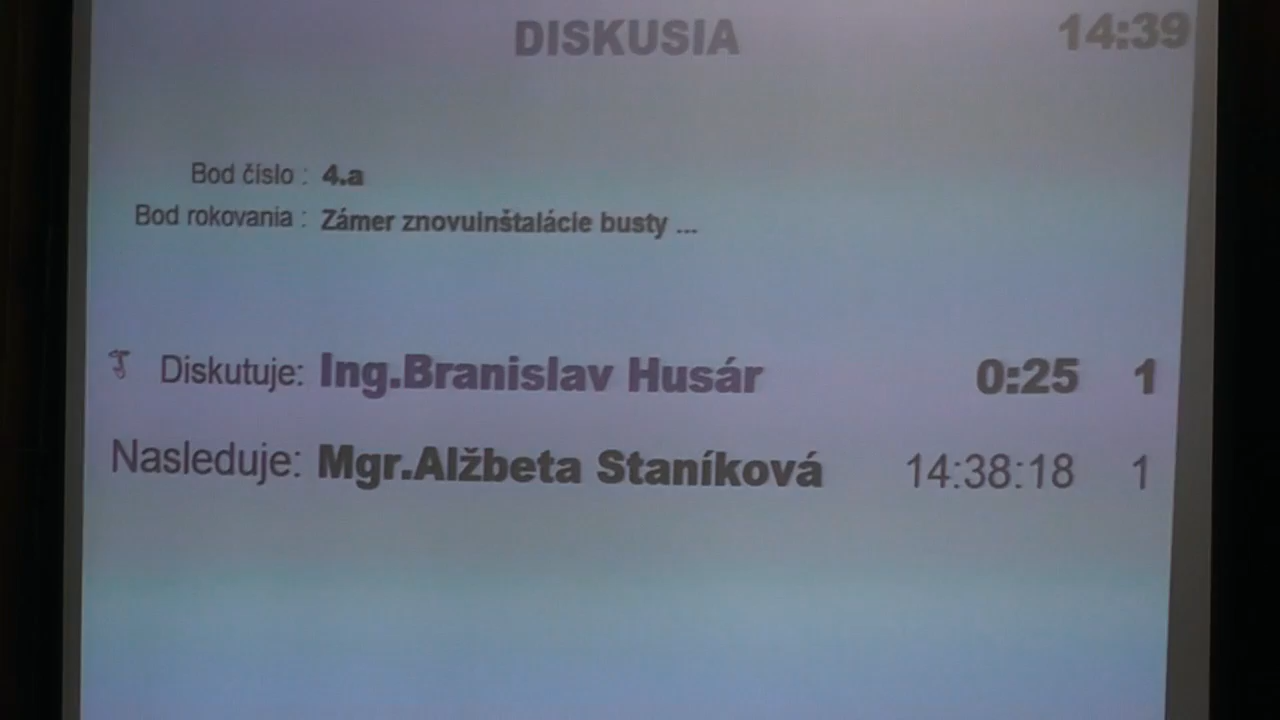 DISKUSIA 14:39
Bod číslo : 4.a
Bod rokovania : Zámer znovuinštalácie busty ...
Diskutuje: Ing.Branislav Husár 0:25 1
Nasleduje: Mgr.Alžbeta Staníková 14:38:18 1